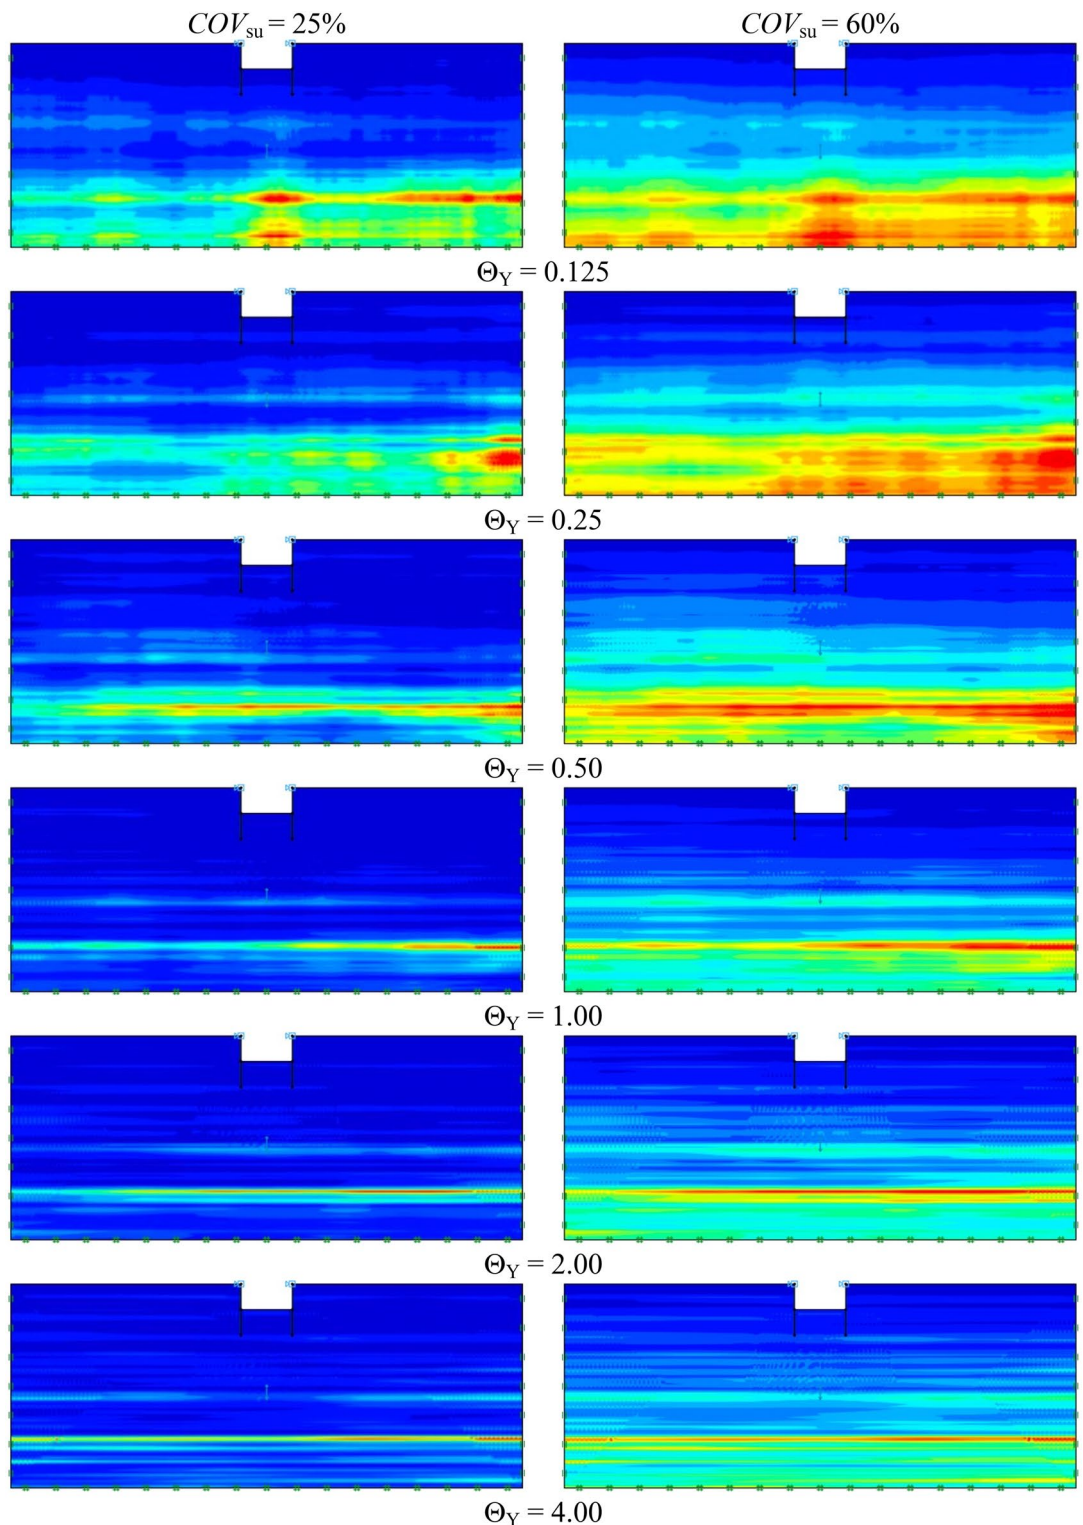 COVsu = 25% COVsu = 60%
ΘY = 0.125
ΘY = 0.25
ΘY = 0.50
ΘY = 1.00
ΘY = 2.00
ΘY = 4.00